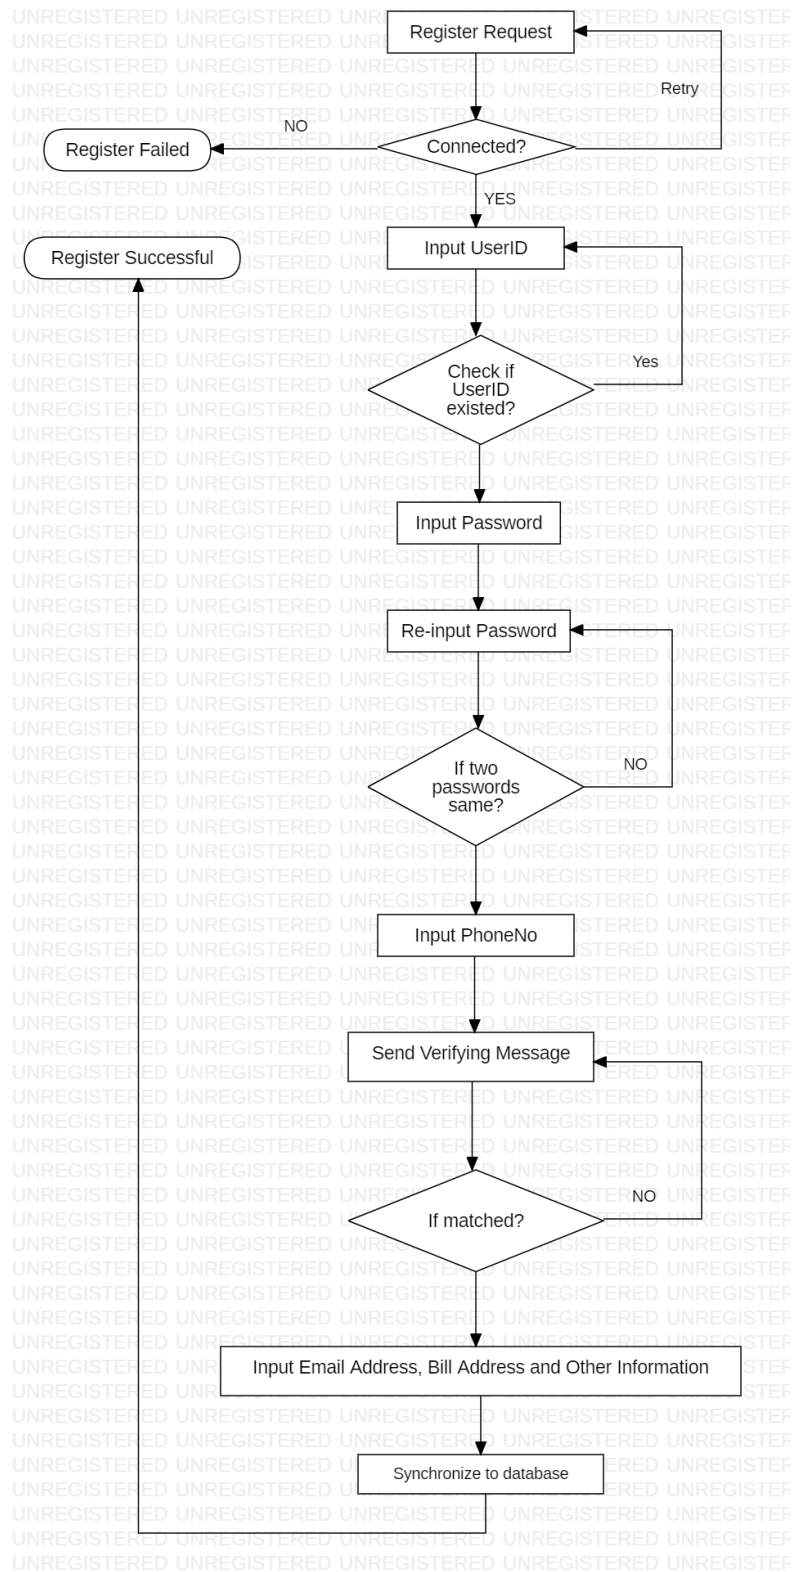 Register Request
Retry
NO
Connected?
Register Failed
YES
Input UserID
Register Successful
Yes
Check if
UserID
existed?
Input Password
Re-input Password
NO
If two
passwords
same?
Input PhoneNo
Send Verifying Message
NO
If matched?
Input Email Address, Bill Address and Other Information
Synchronize to database
UNREGISTERED